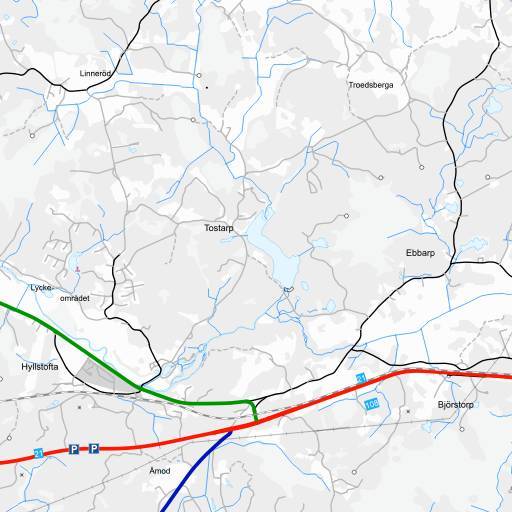 Linneröd
Troedsberga
Tostarp
Ebbarp
Lycke-
området
Hyllstofta
21
108
Björstorp
21
P
P
Åmod